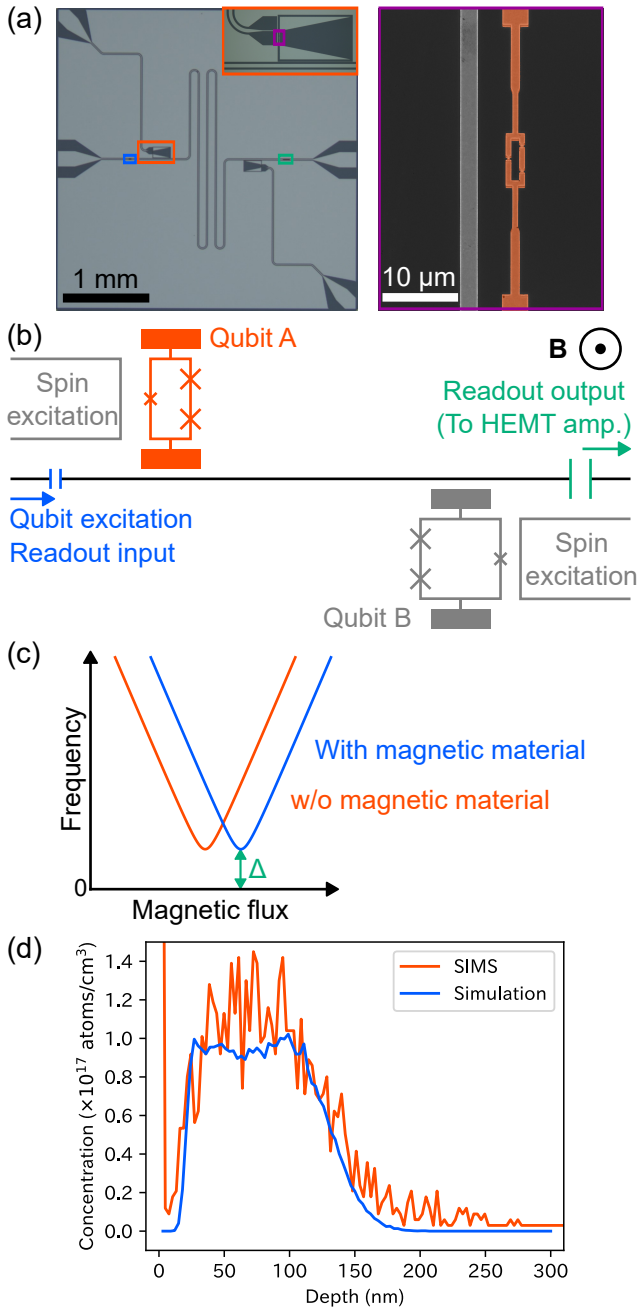 (a)
1 mm
10 µm
(b)
Qubit A
B
Spin
excitation
Readout output
(To HEMT amp.)
Qubit excitation
Readout input
Spin
excitation
Qubit B
(c)
Frequency
With magnetic material
w/o magnetic material
Δ
0
Magnetic flux
(d)
Concentration (×10¹⁷ atoms/cm³)
1.4
1.2
1.0
0.8
0.6
0.4
0.2
0.0
SIMS
Simulation
0 50 100 150 200 250 300
Depth (nm)